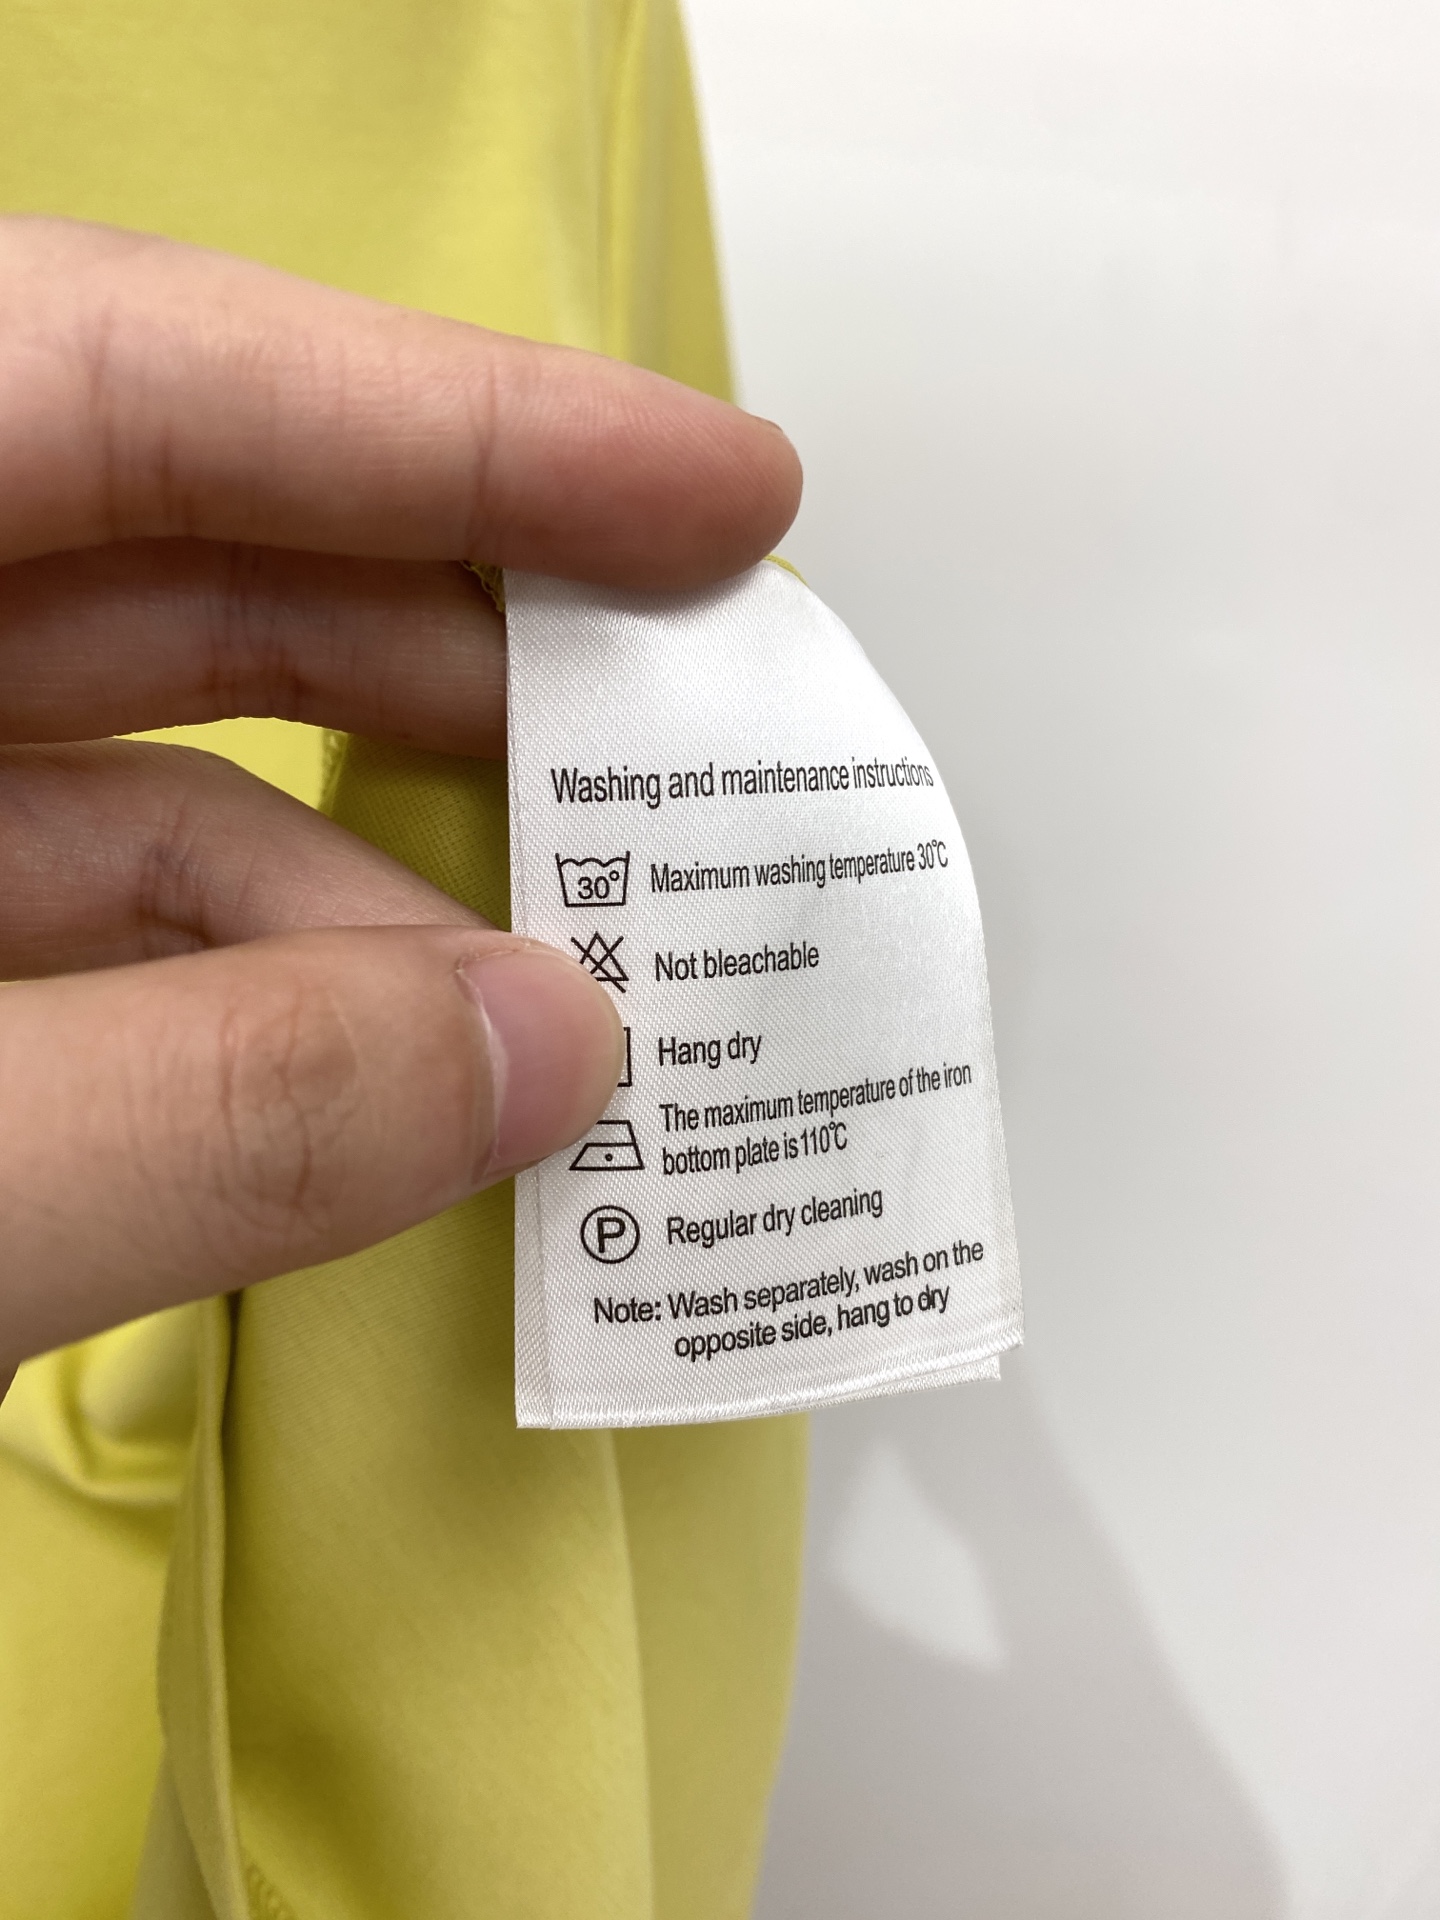 Washing and maintenance instructions
30° Maximum washing temperature 30℃
Not bleachable
Hang dry
The maximum temperature of the iron
bottom plate is 110℃
P Regular dry cleaning
Note: Wash separately, wash on the
opposite side, hang to dry